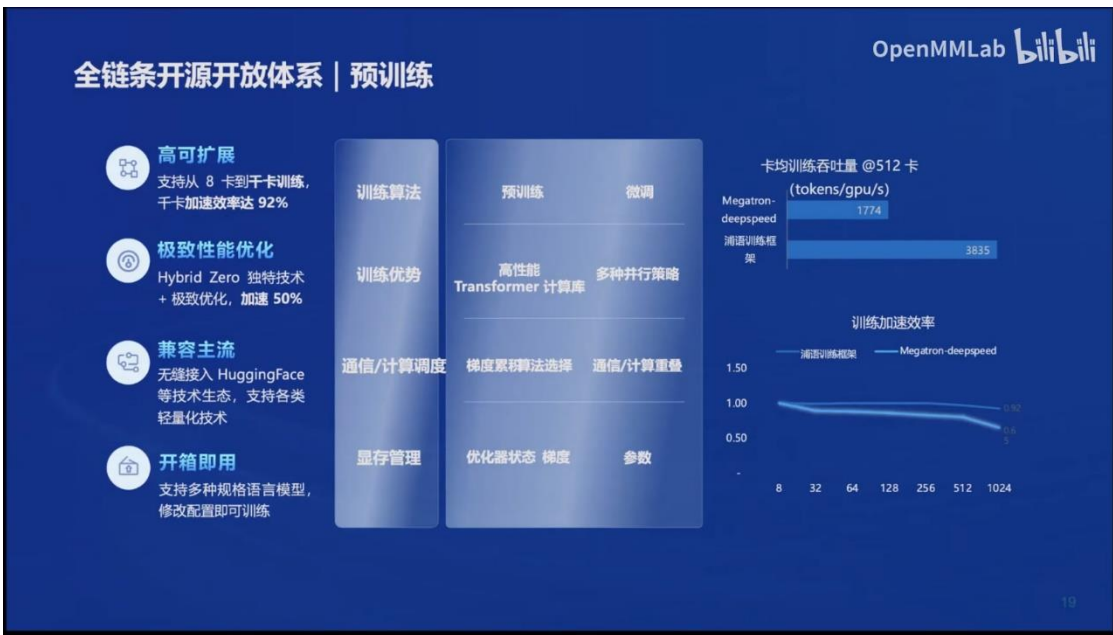 OpenMMLab bilibili
全链条开源开放体系｜预训练
高可扩展
支持从 8 卡到千卡训练，
千卡加速效率达 92%
极致性能优化
Hybrid Zero 独特技术
+ 极致优化，加速 50%
兼容主流
无缝接入 HuggingFace
等技术生态，支持各类
轻量化技术
开箱即用
支持多种规格语言模型，
修改配置即可训练
训练算法 预训练 微调
训练优势 高性能
Transformer 计算库 多种并行策略
通信/计算调度 梯度累积算法选择 通信/计算重叠
显存管理 优化器状态 梯度 参数
卡均训练吞吐量 @512 卡
(tokens/gpu/s)
Megatron-
deepspeed
1774
浦语训练框
架
3835
训练加速效率
浦语训练框架 Megatron-deepspeed
1.50
1.00
0.50
-
0.92
0.6
5
8 32 64 128 256 512 1024
19